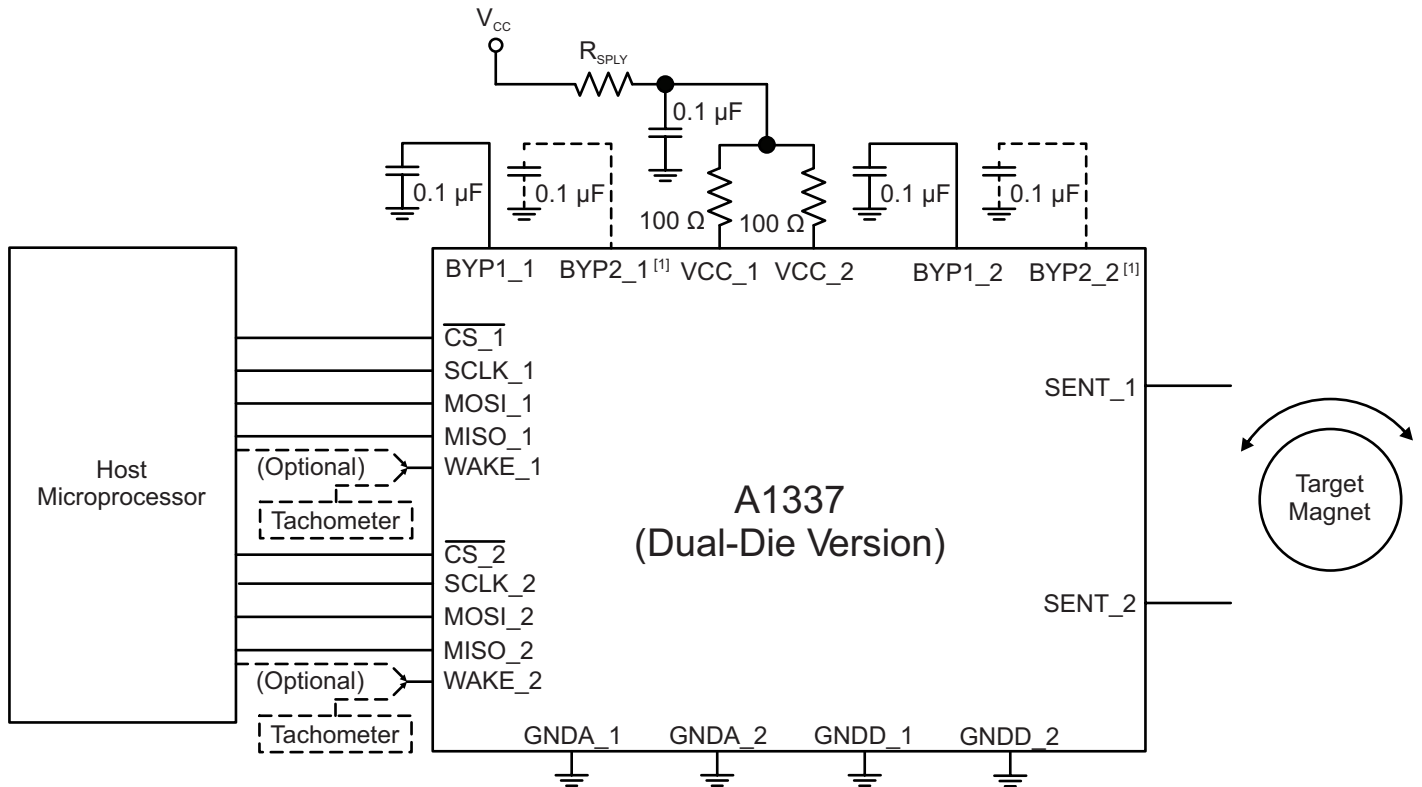 VCC
RSPLY
0.1 µF
0.1 µF
0.1 µF
0.1 µF
0.1 µF
100 Ω
100 Ω
BYP1_1
BYP2_1 [1]
VCC_1
VCC_2
BYP1_2
BYP2_2 [1]
CS_1
SCLK_1
MOSI_1
MISO_1
(Optional)
WAKE_1
Tachometer
CS_2
SCLK_2
MOSI_2
MISO_2
(Optional)
WAKE_2
Tachometer
Host
Microprocessor
A1337
(Dual-Die Version)
SENT_1
SENT_2
Target
Magnet
GNDA_1
GNDA_2
GNDD_1
GNDD_2